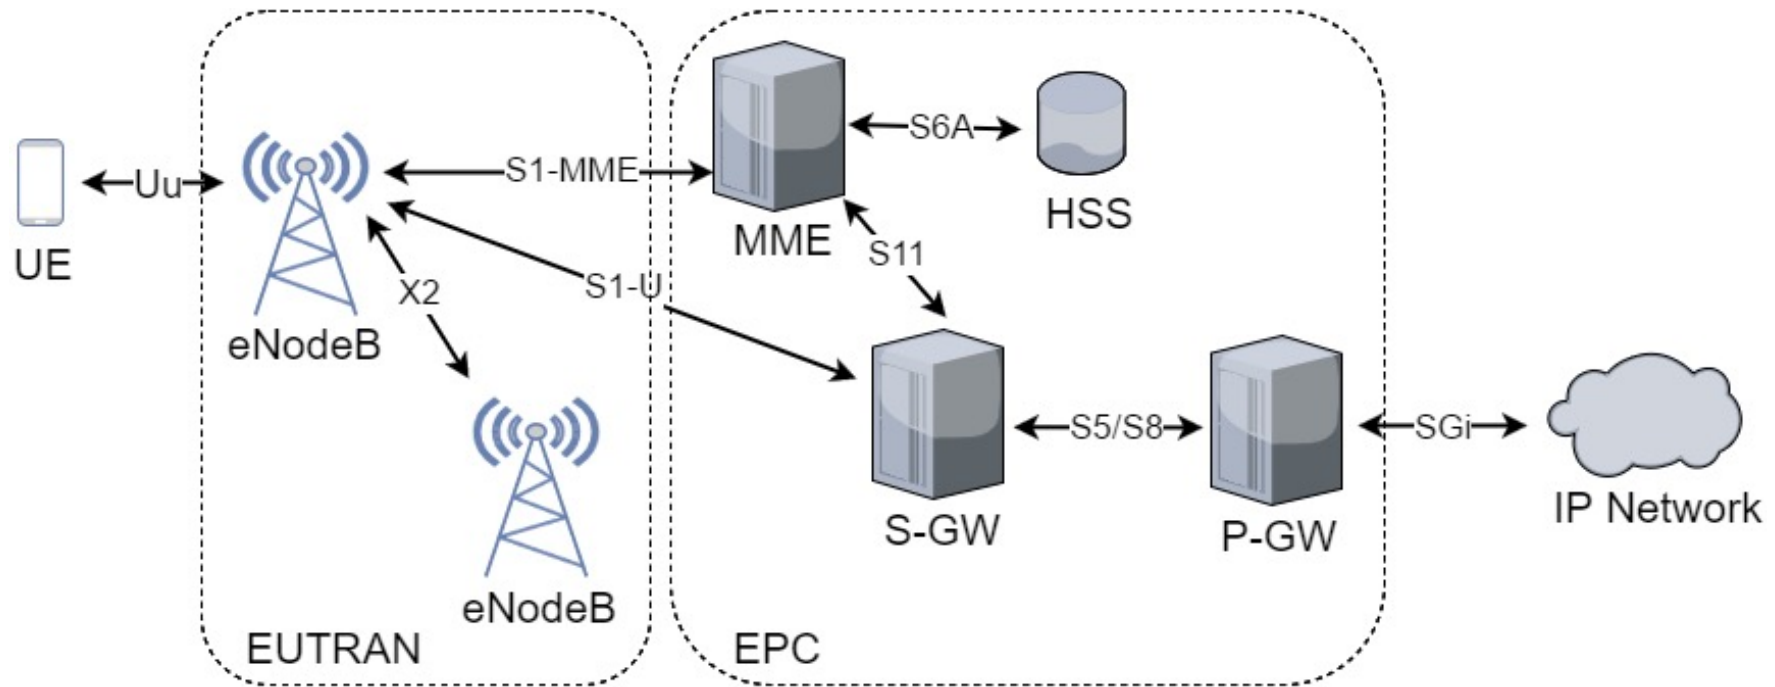 UE
Uu
eNodeB
X2
eNodeB
EUTRAN
S1-MME
S1-U
MME
S6A
HSS
S11
S-GW
S5/S8
P-GW
EPC
SGi
IP Network